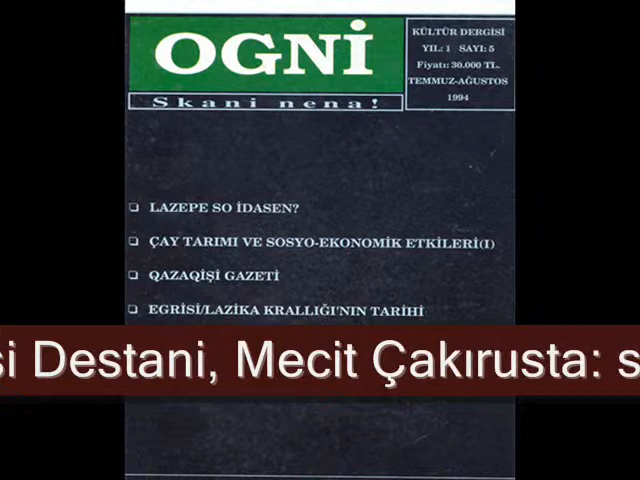 OGNİ
Skani nena!
KÜLTÜR DERGİSİ
YIL: 1 SAYI: 5
Fiyatı: 30.000 TL.
TEMMUZ-AĞUSTOS
1994
❏ LAZEPE SO İDASEN?
❏ ÇAY TARIMI VE SOSYO-EKONOMİK ETKİLERİ(I)
❏ QAZAQİŞİ GAZETİ
❏ EGRİSİ/LAZİKA KRALLIĞI'NIN TARİHİ
si Destani, Mecit Çakırusta: s